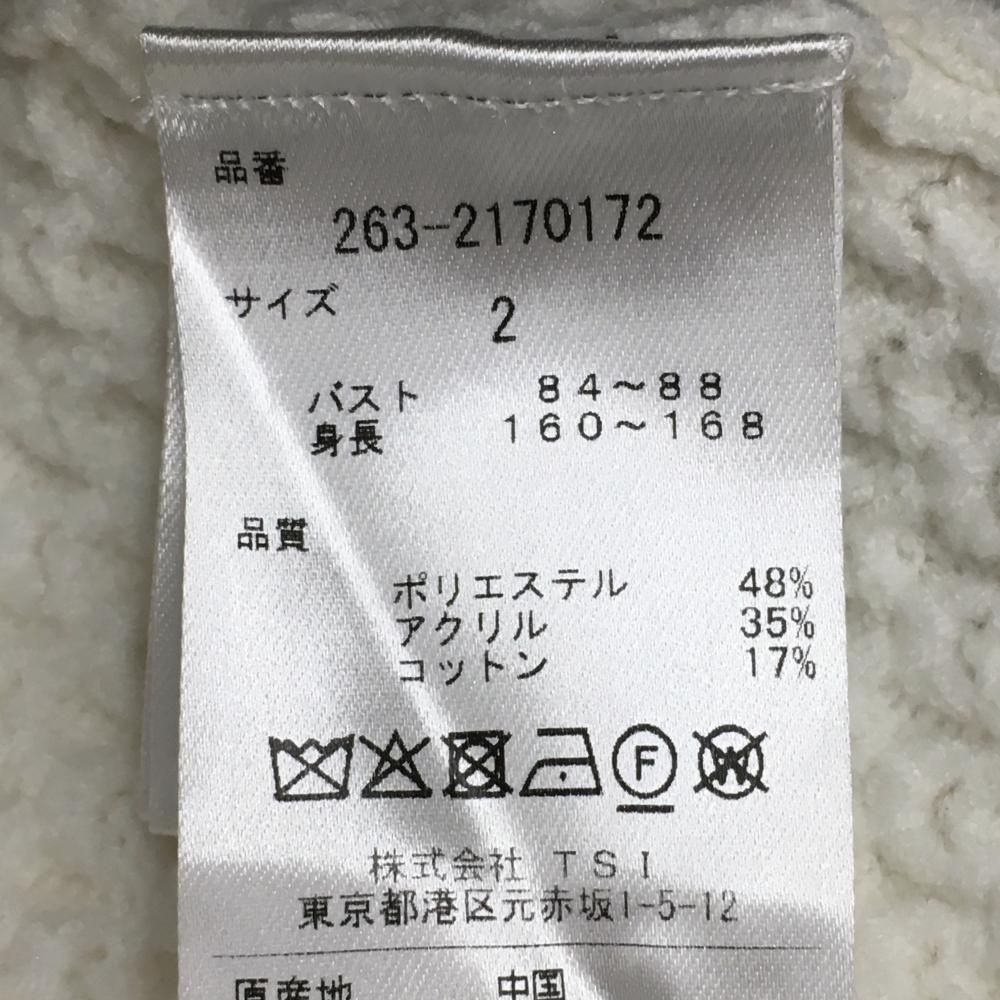 品番
263-2170172
サイズ 2
バスト 84～88
身長 160～168
品質
ポリエステル 48%
アクリル 35%
コットン 17%
F W
株式会社 TSI
東京都港区元赤坂1-5-12
原産地 中国